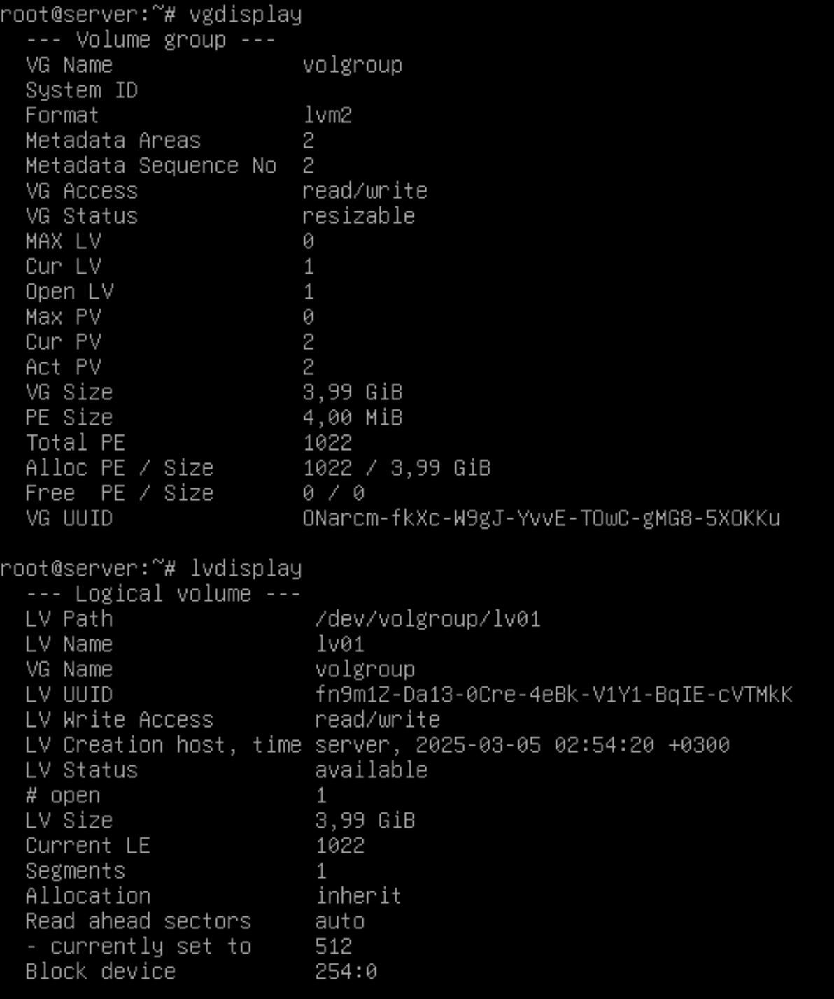 root@server:~# vgdisplay
--- Volume group ---
VG Name volgroup
System ID
Format lvm2
Metadata Areas 2
Metadata Sequence No 2
VG Access read/write
VG Status resizable
MAX LV 0
Cur LV 1
Open LV 1
Max PV 0
Cur PV 2
Act PV 2
VG Size 3,99 GiB
PE Size 4,00 MiB
Total PE 1022
Alloc PE / Size 1022 / 3,99 GiB
Free PE / Size 0 / 0
VG UUID ONarcm-fkXc-W9gJ-YvvE-TOwC-gMG8-5XOKKu
root@server:~# lvdisplay
--- Logical volume ---
LV Path /dev/volgroup/lv01
LV Name lv01
VG Name volgroup
LV UUID fn9m1Z-Da13-0Cre-4eBk-V1Y1-BqIE-cVTMkK
LV Write Access read/write
LV Creation host, time server, 2025-03-05 02:54:20 +0300
LV Status available
# open 1
LV Size 3,99 GiB
Current LE 1022
Segments 1
Allocation inherit
Read ahead sectors auto
- currently set to 512
Block device 254:0